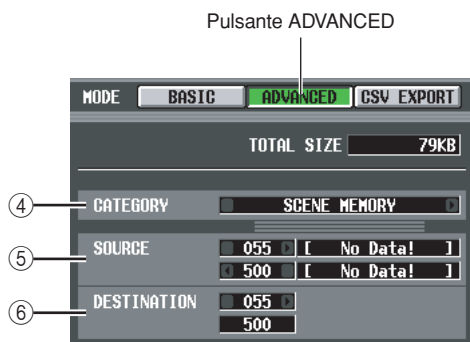 Pulsante ADVANCED
MODE BASIC ADVANCED CSV EXPORT
TOTAL SIZE 79KB
④ CATEGORY SCENE MEMORY
⑤ SOURCE 055 [ No Data! ]
500 [ No Data! ]
⑥ DESTINATION 055
500